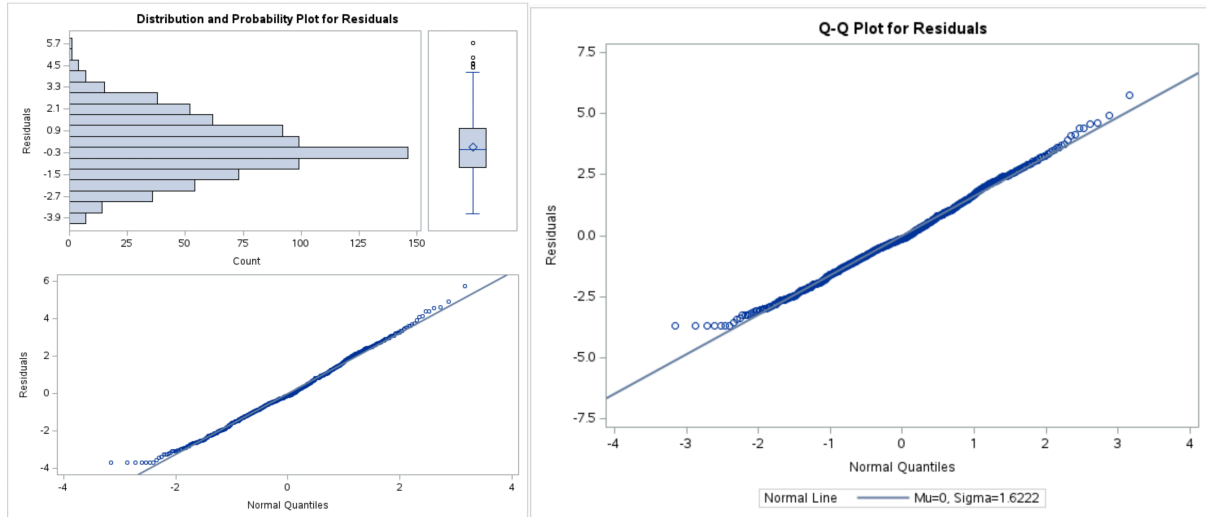 Distribution and Probability Plot for Residuals
5.7
4.5
3.3
2.1
0.9
-0.3
-1.5
-2.7
-3.9
Residuals
0 25 50 75 100 125 150
Count
6
4
2
0
-2
-4
Residuals
-4 -2 0 2 4
Normal Quantiles
Q-Q Plot for Residuals
7.5
5.0
2.5
0.0
-2.5
-5.0
-7.5
Residuals
-4 -3 -2 -1 0 1 2 3 4
Normal Quantiles
Normal Line Mu=0, Sigma=1.6222